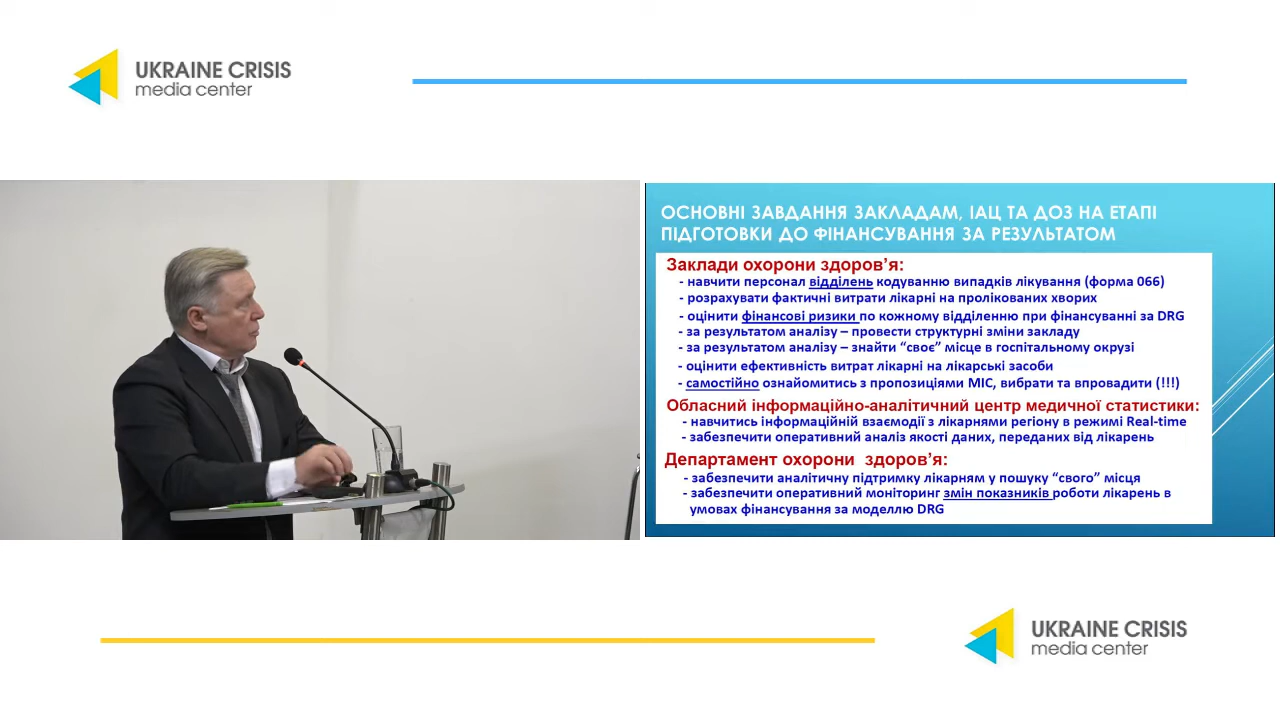 UKRAINE CRISIS
media center
ОСНОВНІ ЗАВДАННЯ ЗАКЛАДАМ, ІАЦ ТА ДОЗ НА ЕТАПІ
ПІДГОТОВКИ ДО ФІНАНСУВАННЯ ЗА РЕЗУЛЬТАТОМ
Заклади охорони здоров’я:
- навчити персонал відділень кодуванню випадків лікування (форма 066)
- розрахувати фактичні витрати лікарні на пролікованих хворих
- оцінити фінансові ризики по кожному відділенню при фінансуванні за DRG
- за результатом аналізу – провести структурні зміни закладу
- за результатом аналізу – знайти “своє” місце в госпітальному окрузі
- оцінити ефективність витрат лікарні на лікарські засоби
- самостійно ознайомитись з пропозиціями МІС, вибрати та впровадити (!!!)
Обласний інформаційно-аналітичний центр медичної статистики:
- навчитись інформаційній взаємодії з лікарнями регіону в режимі Real-time
- забезпечити оперативний аналіз якості даних, переданих від лікарень
Департамент охорони здоров’я:
- забезпечити аналітичну підтримку лікарням у пошуку “свого” місця
- забезпечити оперативний моніторинг змін показників роботи лікарень в
умовах фінансування за моделлю DRG
UKRAINE CRISIS
media center